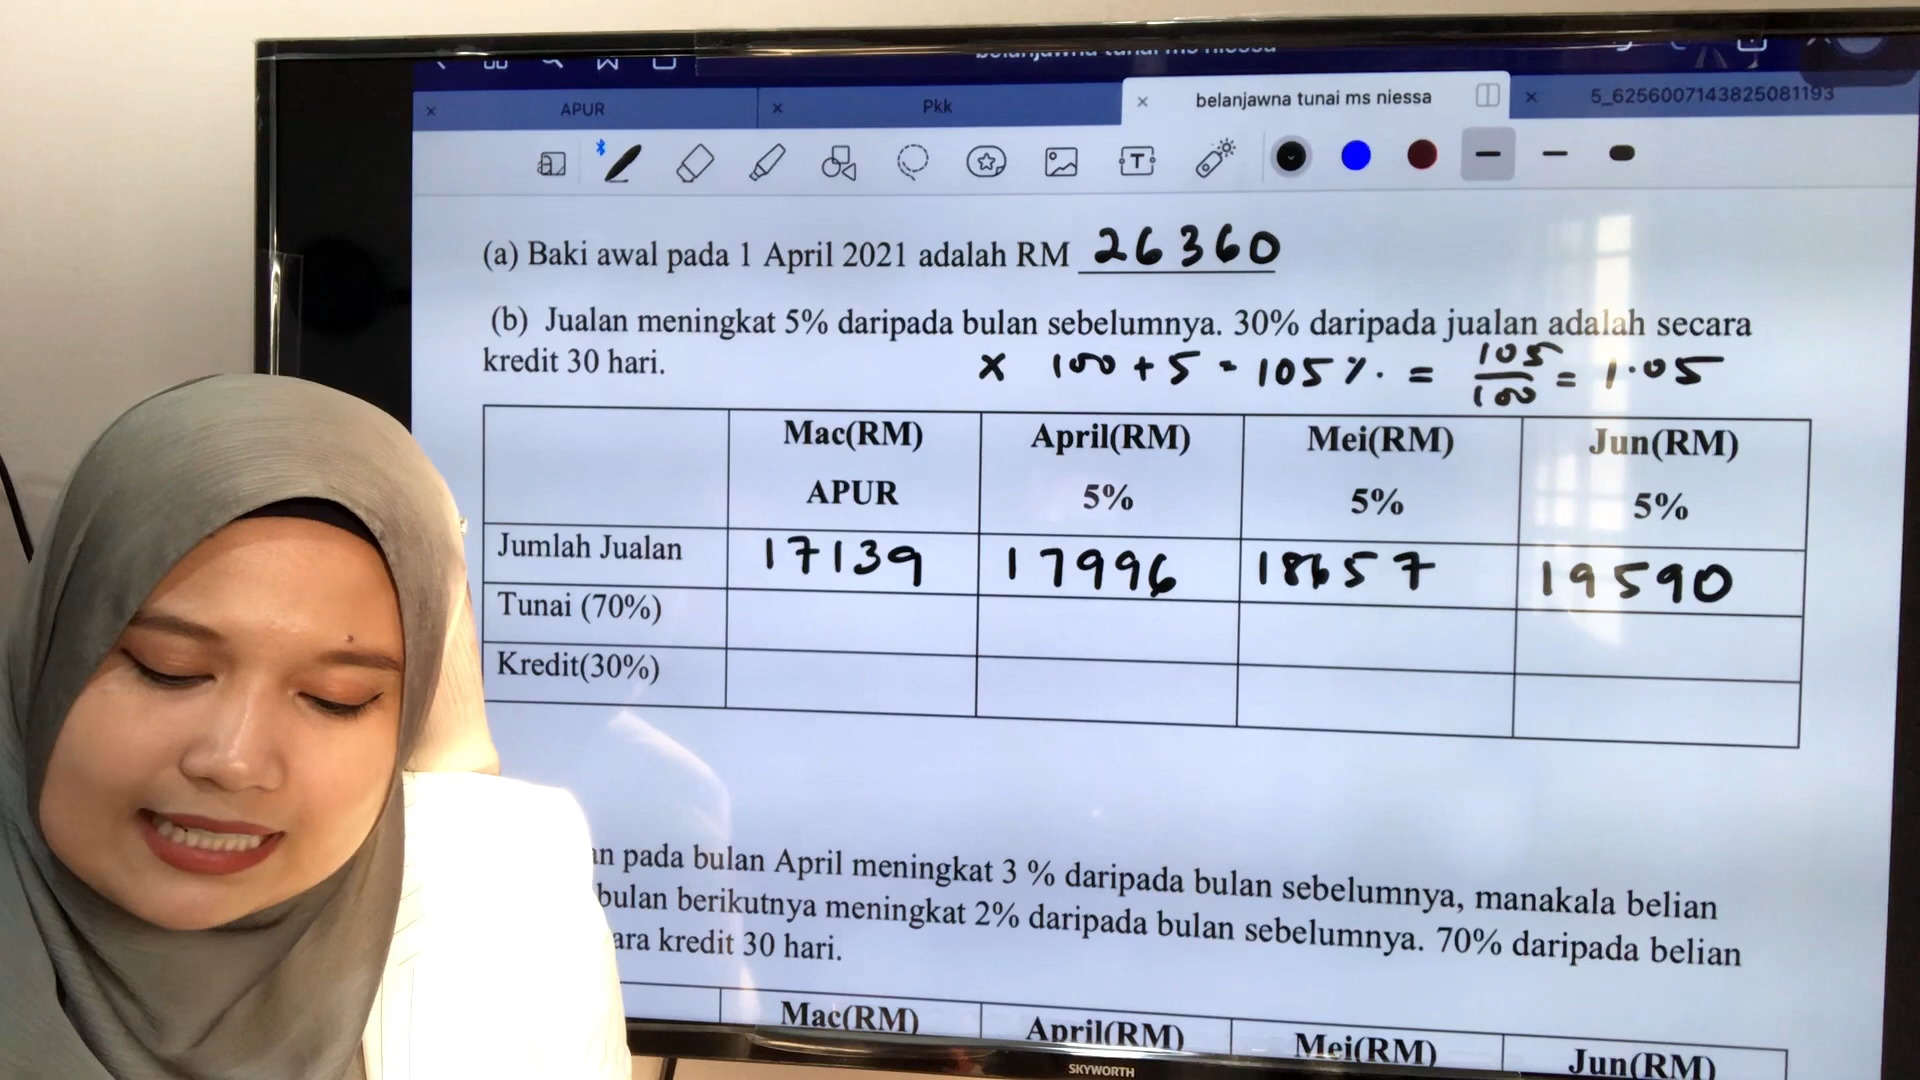 APUR
Pkk
belanjawna tunai ms niessa
5_6256007143825081193
(a) Baki awal pada 1 April 2021 adalah RM 26360
(b) Jualan meningkat 5% daripada bulan sebelumnya. 30% daripada jualan adalah secara
kredit 30 hari.
x 100 + 5 = 105 %. = 105/100 = 1.05
Mac(RM) April(RM) Mei(RM) Jun(RM)
APUR 5% 5% 5%
Jumlah Jualan 17139 17996 18657 19590
Tunai (70%)
Kredit(30%)
pada bulan April meningkat 3 % daripada bulan sebelumnya, manakala belian
bulan berikutnya meningkat 2% daripada bulan sebelumnya. 70% daripada belian
kredit 30 hari.
Mac(RM) April(RM) Mei(RM) Jun(RM)
SKYWORTH